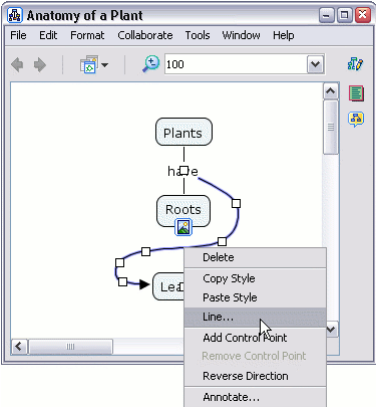 Anatomy of a Plant
File Edit Format Collaborate Tools Window Help
100
Plants
have
Roots
Delete
Copy Style
Paste Style
Line...
Add Control Point
Remove Control Point
Reverse Direction
Annotate...